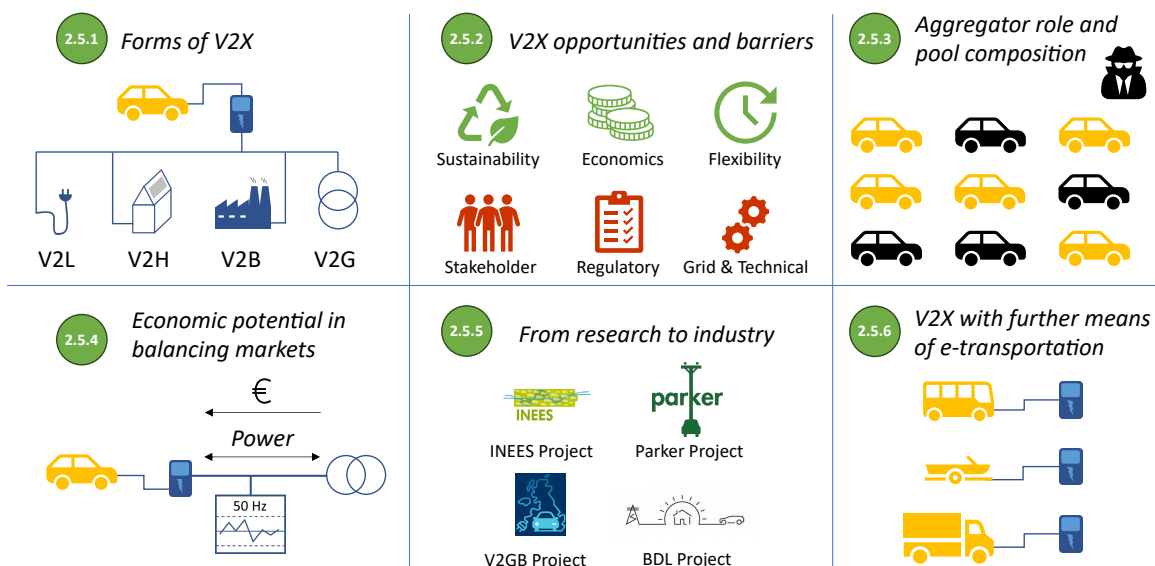 2.5.1
Forms of V2X
V2L
V2H
V2B
V2G
2.5.2
V2X opportunities and barriers
Sustainability
Economics
Flexibility
Stakeholder
Regulatory
Grid & Technical
2.5.3
Aggregator role and
pool composition
2.5.4
Economic potential in
balancing markets
€
Power
50 Hz
2.5.5
From research to industry
INEES
parker
INEES Project
Parker Project
V2GB Project
BDL Project
2.5.6
V2X with further means
of e-transportation